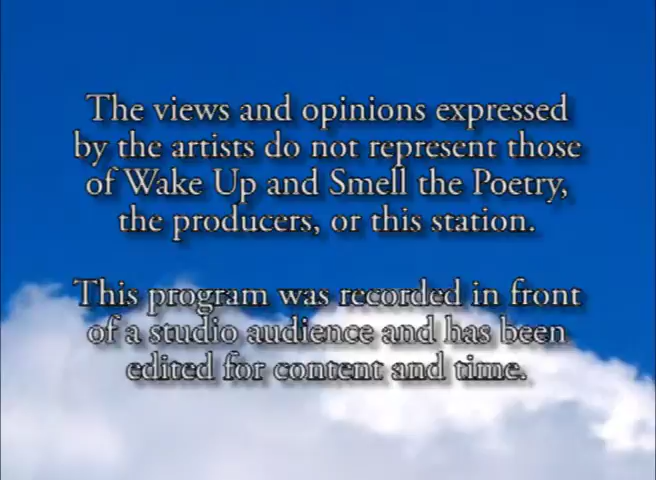 The views and opinions expressed
by the artists do not represent those
of Wake Up and Smell the Poetry,
the producers, or this station.
This program was recorded in front
of a studio audience and has been
edited for content and time.